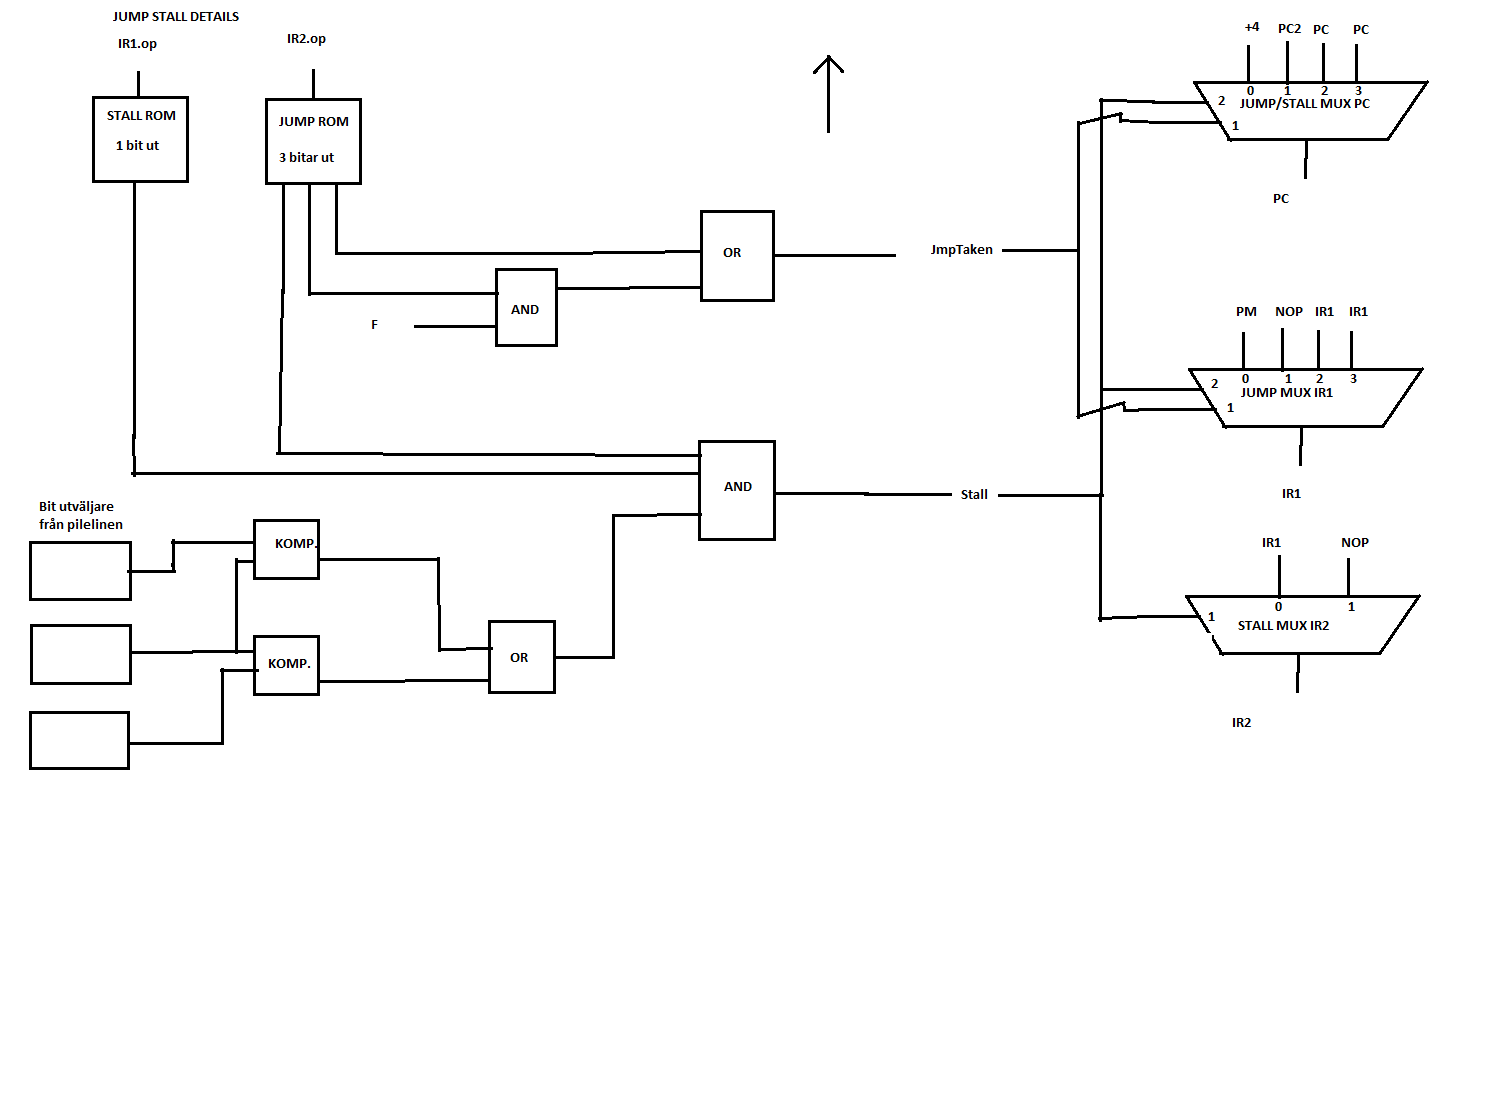 JUMP STALL DETAILS
IR1.op
IR2.op
STALL ROM
1 bit ut
JUMP ROM
3 bitar ut
OR
AND
F
JmpTaken
+4 PC2 PC PC
0 1 2 3
2
JUMP/STALL MUX PC
1
PC
PM NOP IR1 IR1
0 1 2 3
2
JUMP MUX IR1
1
IR1
AND
Stall
Bit utväljare
från pilelinen
KOMP.
KOMP.
OR
IR1 NOP
0 1
1
STALL MUX IR2
IR2